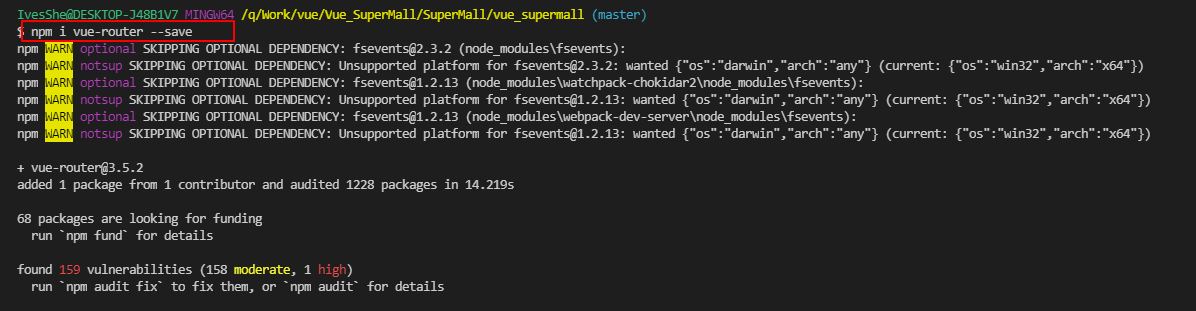 IvesShe@DESKTOP-J48B1V7 MINGW64 /q/Work/vue/Vue_SuperMall/SuperMall/vue_supermall (master)
$ npm i vue-router --save
npm WARN optional SKIPPING OPTIONAL DEPENDENCY: fsevents@2.3.2 (node_modules\fsevents):
npm WARN notsup SKIPPING OPTIONAL DEPENDENCY: Unsupported platform for fsevents@2.3.2: wanted {"os":"darwin","arch":"any"} (current: {"os":"win32","arch":"x64"})
npm WARN optional SKIPPING OPTIONAL DEPENDENCY: fsevents@1.2.13 (node_modules\watchpack-chokidar2\node_modules\fsevents):
npm WARN notsup SKIPPING OPTIONAL DEPENDENCY: Unsupported platform for fsevents@1.2.13: wanted {"os":"darwin","arch":"any"} (current: {"os":"win32","arch":"x64"})
npm WARN optional SKIPPING OPTIONAL DEPENDENCY: fsevents@1.2.13 (node_modules\webpack-dev-server\node_modules\fsevents):
npm WARN notsup SKIPPING OPTIONAL DEPENDENCY: Unsupported platform for fsevents@1.2.13: wanted {"os":"darwin","arch":"any"} (current: {"os":"win32","arch":"x64"})
+ vue-router@3.5.2
added 1 package from 1 contributor and audited 1228 packages in 14.219s
68 packages are looking for funding
run `npm fund` for details
found 159 vulnerabilities (158 moderate, 1 high)
run `npm audit fix` to fix them, or `npm audit` for details